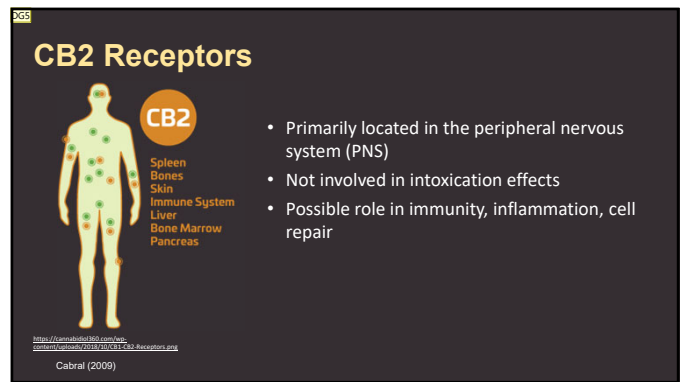 DG5
CB2 Receptors
CB2
Spleen
Bones
Skin
Immune System
Liver
Bone Marrow
Pancreas
• Primarily located in the peripheral nervous
system (PNS)
• Not involved in intoxication effects
• Possible role in immunity, inflammation, cell
repair
https://cannabidiol360.com/wp-
content/uploads/2018/10/CB1-CB2-Receptors.png
Cabral (2009)